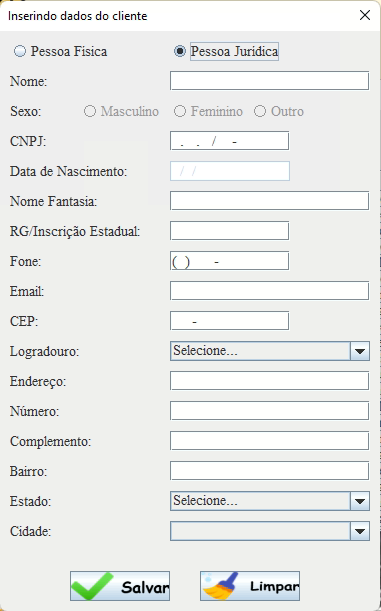 Inserindo dados do cliente
Pessoa Física Pessoa Jurídica
Nome:
Sexo: Masculino Feminino Outro
CNPJ: . . / -
Data de Nascimento: / /
Nome Fantasia:
RG/Inscrição Estadual:
Fone: ( ) -
Email:
CEP: -
Logradouro: Selecione...
Endereço:
Número:
Complemento:
Bairro:
Estado: Selecione...
Cidade:
Salvar Limpar